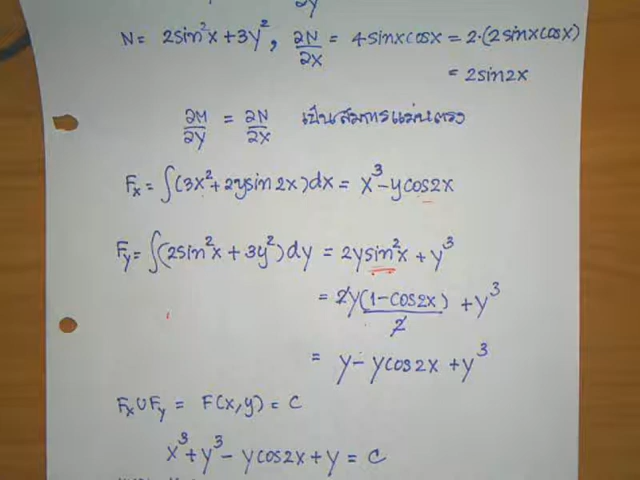 ∂y
N = 2sin²x + 3y² , ∂N/∂x = 4sinxcosx = 2·(2sinxcosx)
= 2sin2x
∂M/∂y = ∂N/∂x เป็นสมการแม่นตรง
Fx = ∫(3x² + 2ysin2x)dx = x³ - ycos2x
Fy = ∫(2sin²x + 3y²)dy = 2ysin²x + y³
= 2y(1-cos2x)/2 + y³
= y - ycos2x + y³
Fx∪Fy = F(x,y) = C
x³ + y³ - ycos2x + y = C